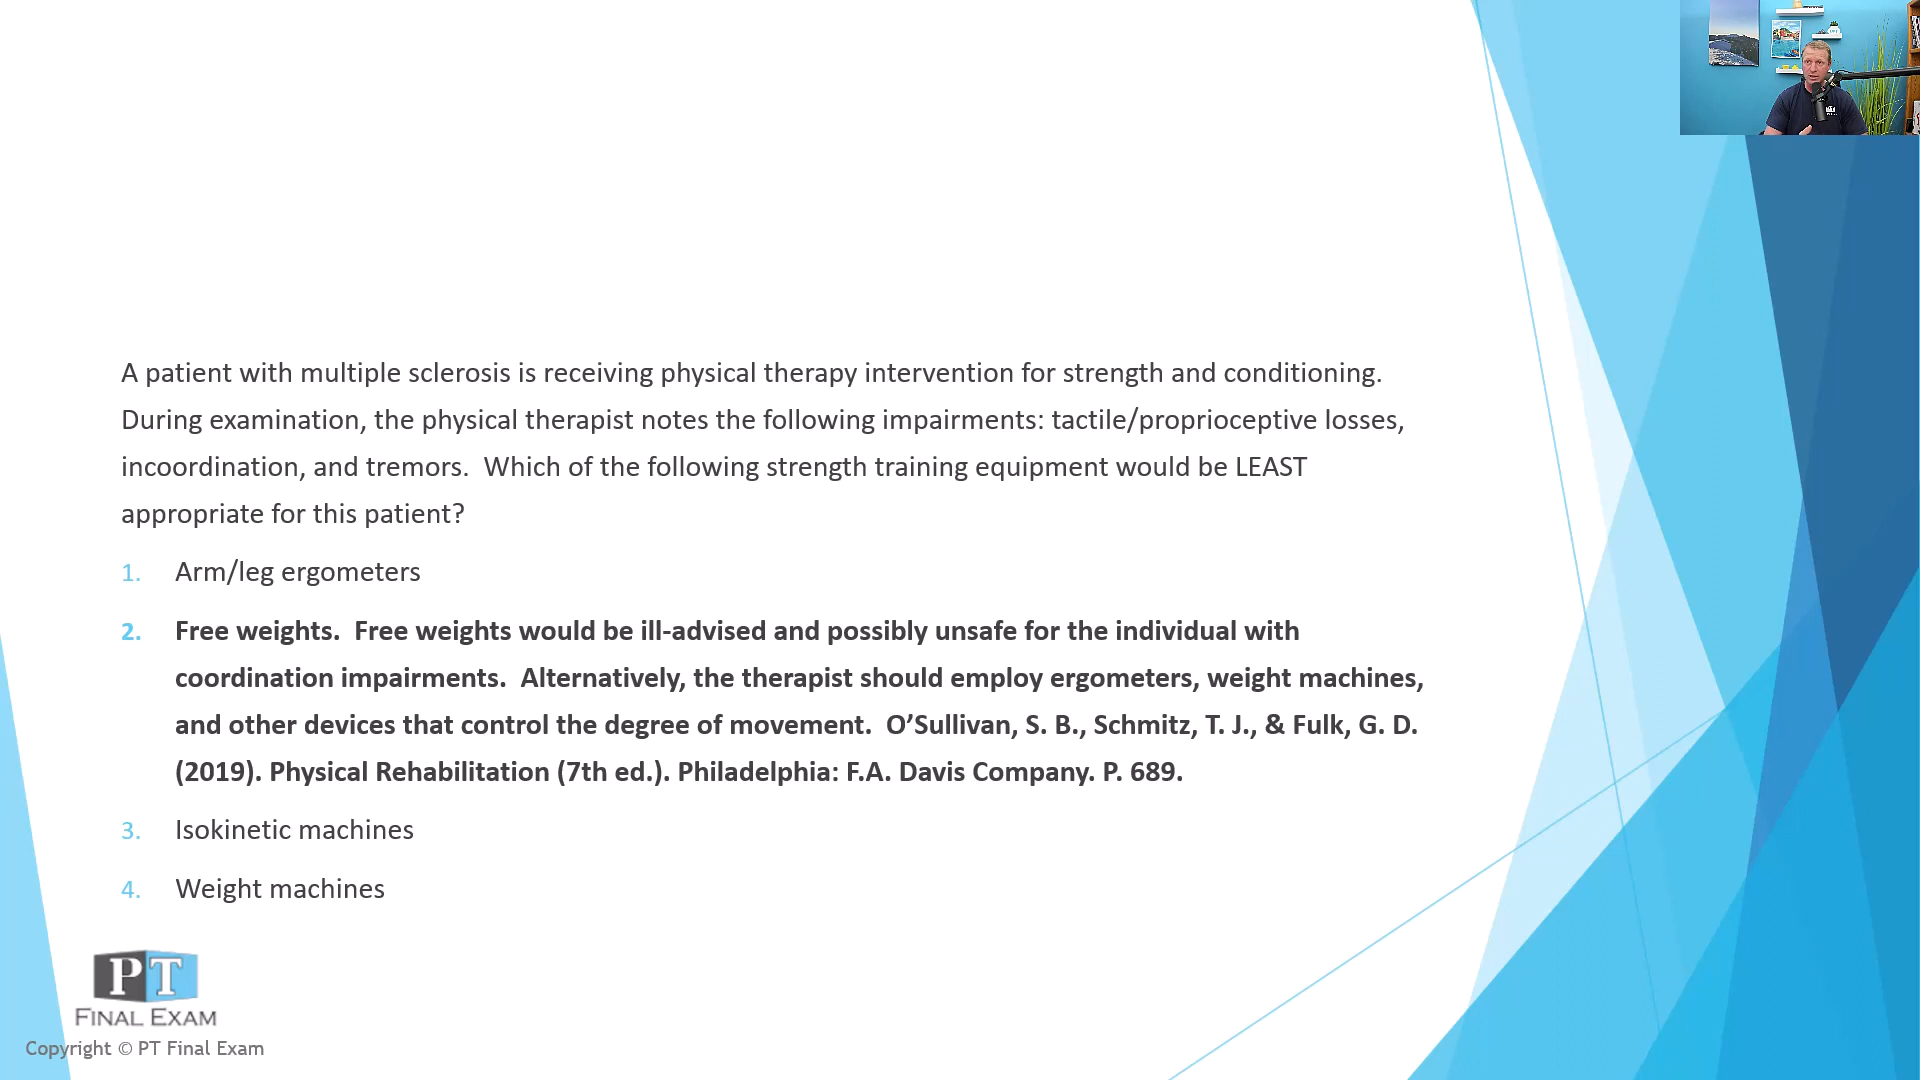 A patient with multiple sclerosis is receiving physical therapy intervention for strength and conditioning.
During examination, the physical therapist notes the following impairments: tactile/proprioceptive losses,
incoordination, and tremors.  Which of the following strength training equipment would be LEAST
appropriate for this patient?
1. Arm/leg ergometers
2. Free weights.  Free weights would be ill-advised and possibly unsafe for the individual with
coordination impairments.  Alternatively, the therapist should employ ergometers, weight machines,
and other devices that control the degree of movement.  O’Sullivan, S. B., Schmitz, T. J., & Fulk, G. D.
(2019). Physical Rehabilitation (7th ed.). Philadelphia: F.A. Davis Company. P. 689.
3. Isokinetic machines
4. Weight machines
PT
FINAL EXAM
Copyright © PT Final Exam